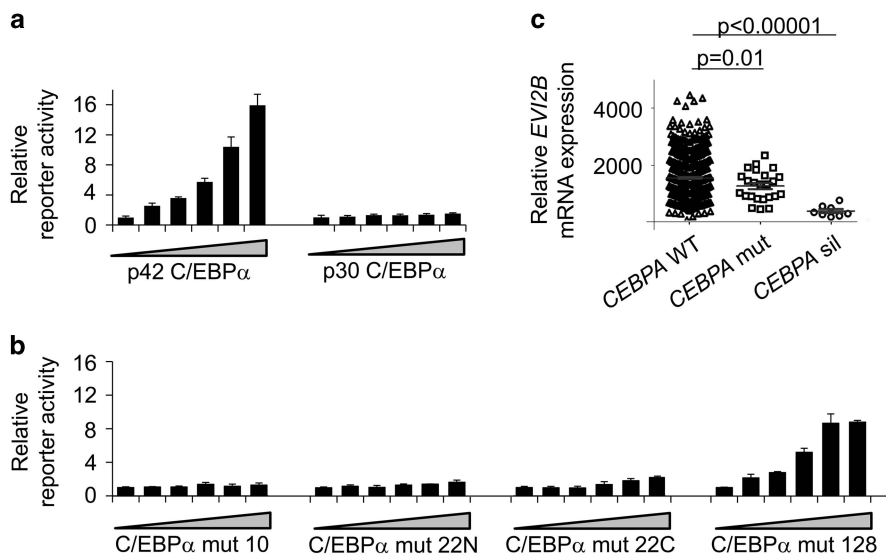 a
Relative
reporter activity
16
12
8
4
0
p42 C/EBPα
p30 C/EBPα
c
p<0.00001
p=0.01
Relative EVI2B
mRNA expression
4000
2000
CEBPA WT
CEBPA mut
CEBPA sil
b
Relative
reporter activity
16
12
8
4
0
C/EBPα mut 10
C/EBPα mut 22N
C/EBPα mut 22C
C/EBPα mut 128